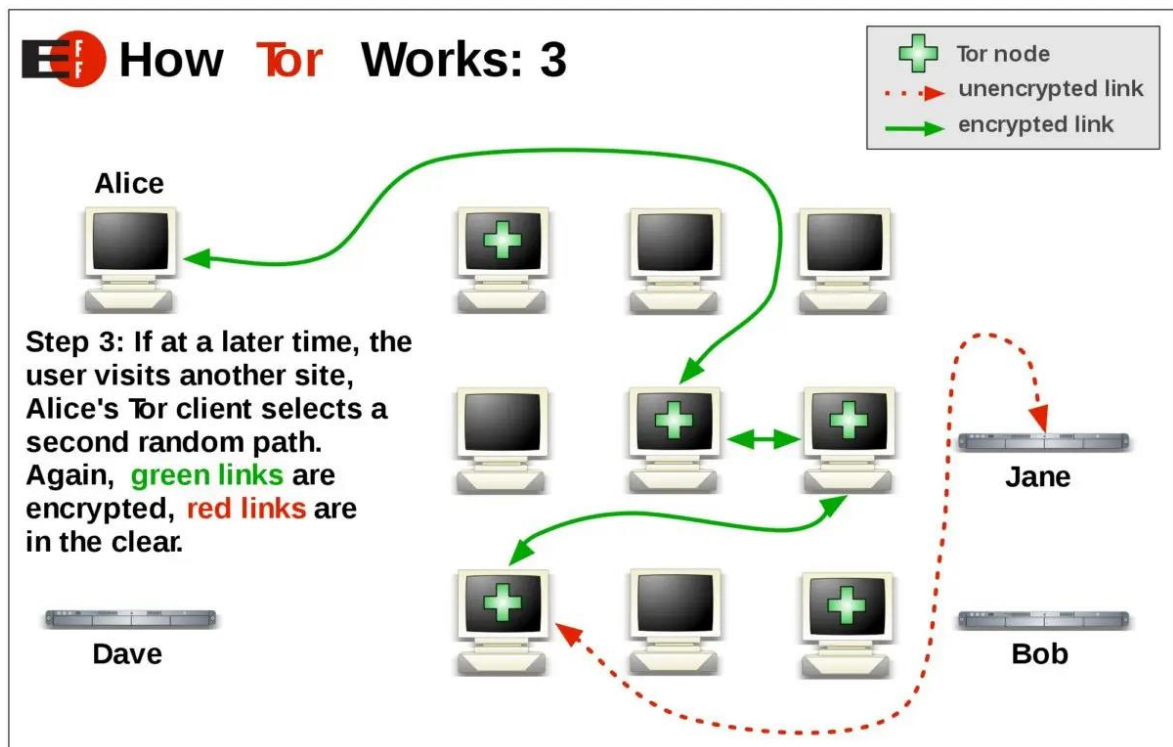 EFF How Tor Works: 3
Tor node
unencrypted link
encrypted link
Alice
Step 3: If at a later time, the
user visits another site,
Alice's Tor client selects a
second random path.
Again, green links are
encrypted, red links are
in the clear.
Jane
Dave
Bob